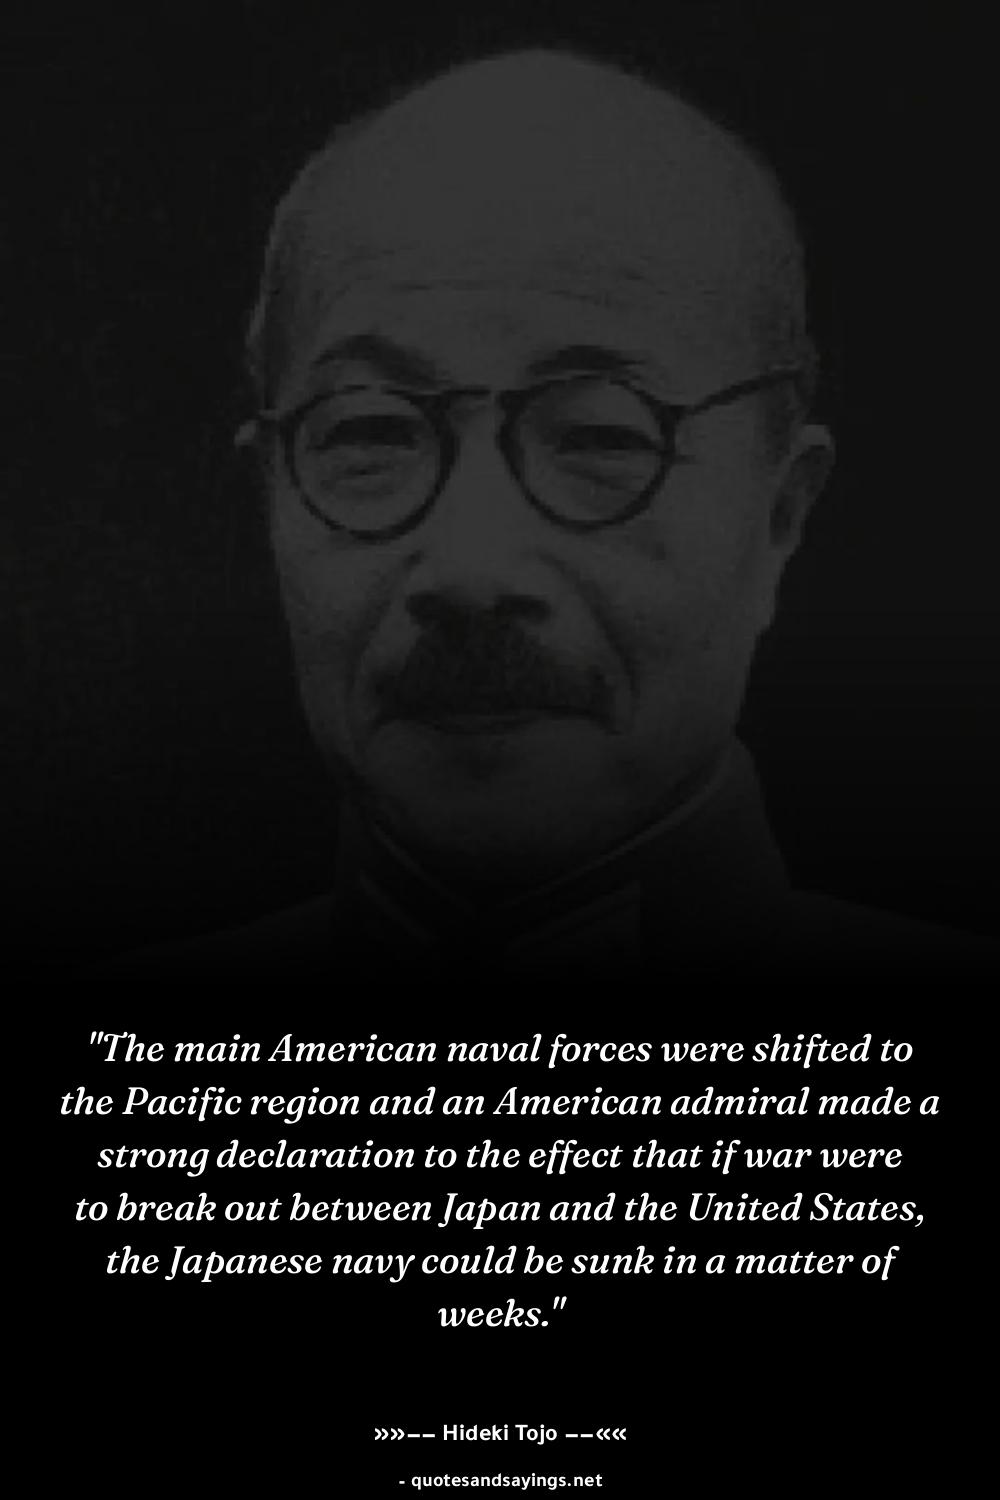 "The main American naval forces were shifted to
the Pacific region and an American admiral made a
strong declaration to the effect that if war were
to break out between Japan and the United States,
the Japanese navy could be sunk in a matter of
weeks."
»»−− Hideki Tojo −−««
- quotesandsayings.net